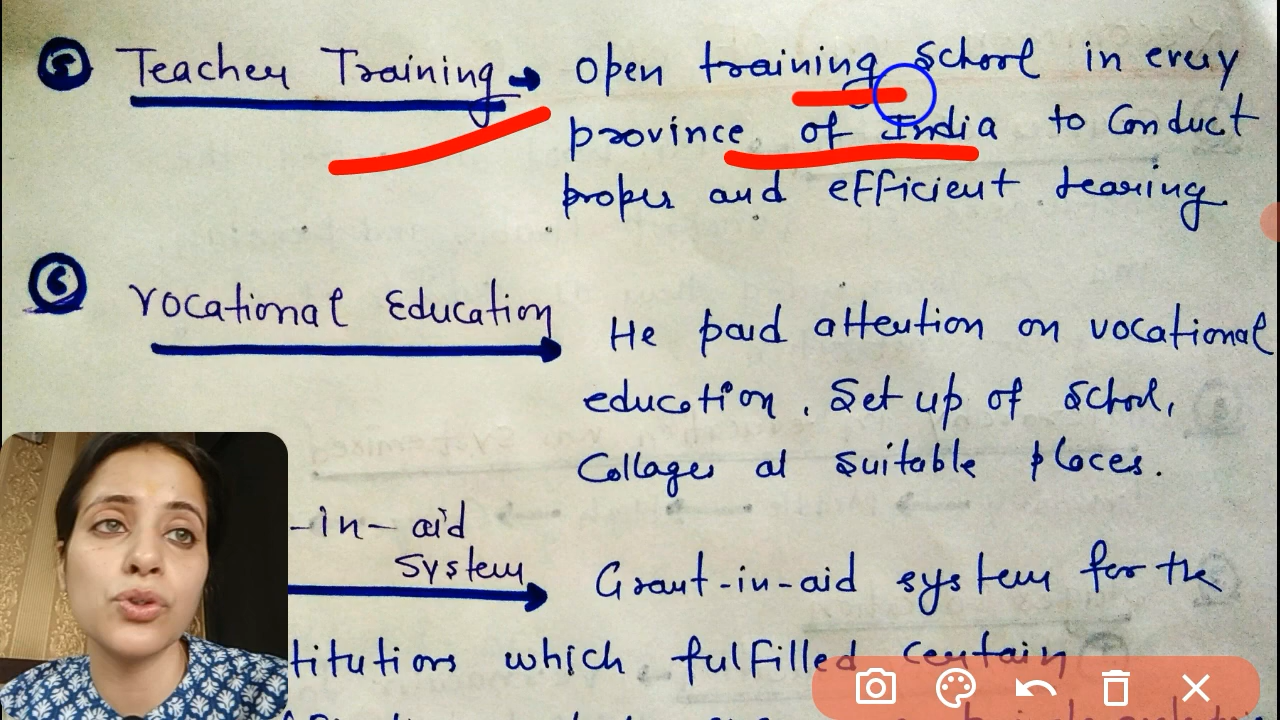 5 Teacher Training → Open training School in every
province of India to Conduct
proper and efficient tearing
6 Vocational Education → He paid attention on vocational
education. Set up of School,
Collages at Suitable places.
-in-aid
System → Grant-in-aid system for the
titutions which fulfilled certain